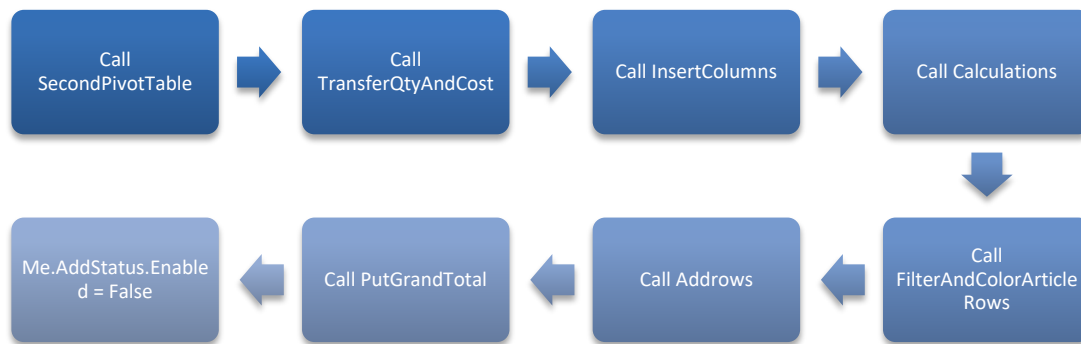 Call
SecondPivotTable
Call
TransferQtyAndCost
Call InsertColumns
Call Calculations
Call
FilterAndColorArticle
Rows
Call Addrows
Call PutGrandTotal
Me.AddStatus.Enable
d = False